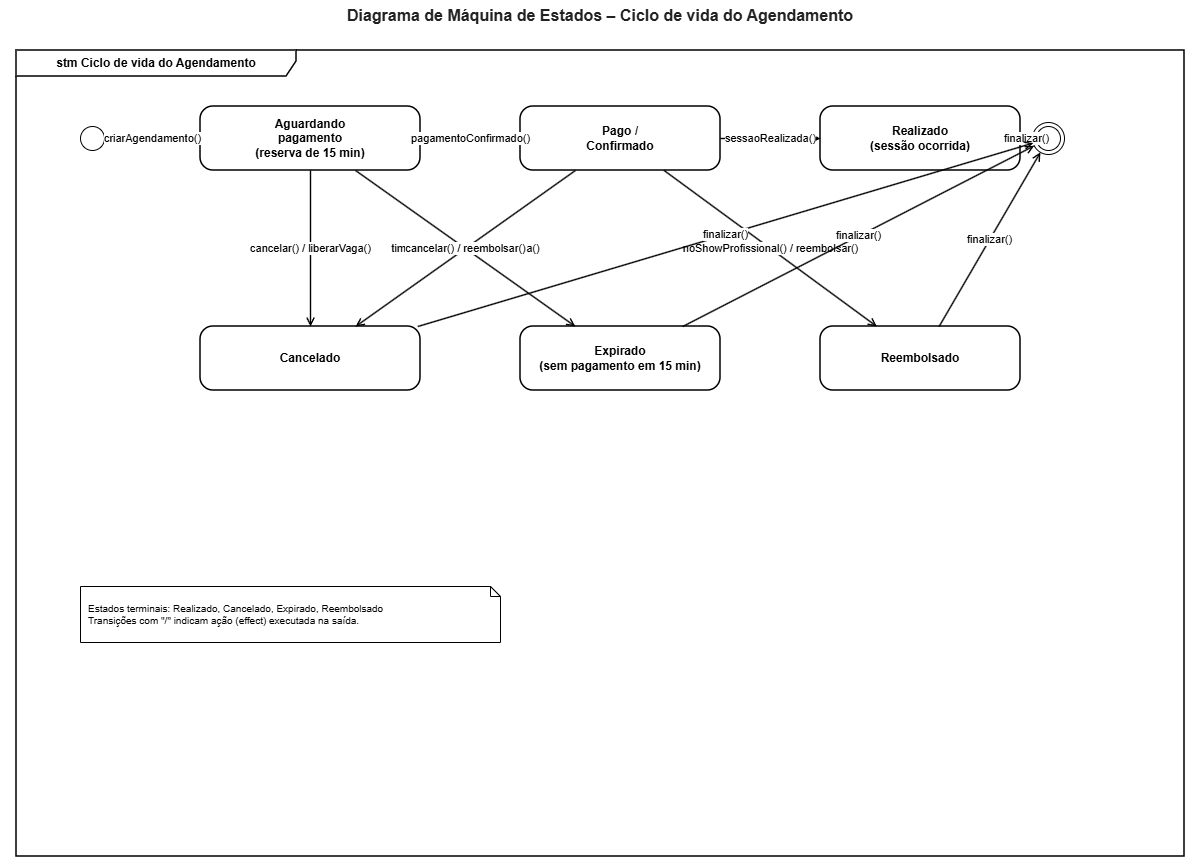 Diagrama de Máquina de Estados – Ciclo de vida do Agendamento
stm Ciclo de vida do Agendamento
criarAgendamento()
Aguardando
pagamento
(reserva de 15 min)
pagamentoConfirmado()
Pago /
Confirmado
sessaoRealizada()
Realizado
(sessão ocorrida)
finalizar()
finalizar()
finalizar()
finalizar()
cancelar() / liberarVaga()
cancelar() / reembolsar()
noShowProfissional() / reembolsar()
Cancelado
Expirado
(sem pagamento em 15 min)
Reembolsado
Estados terminais: Realizado, Cancelado, Expirado, Reembolsado
Transições com "/" indicam ação (effect) executada na saída.